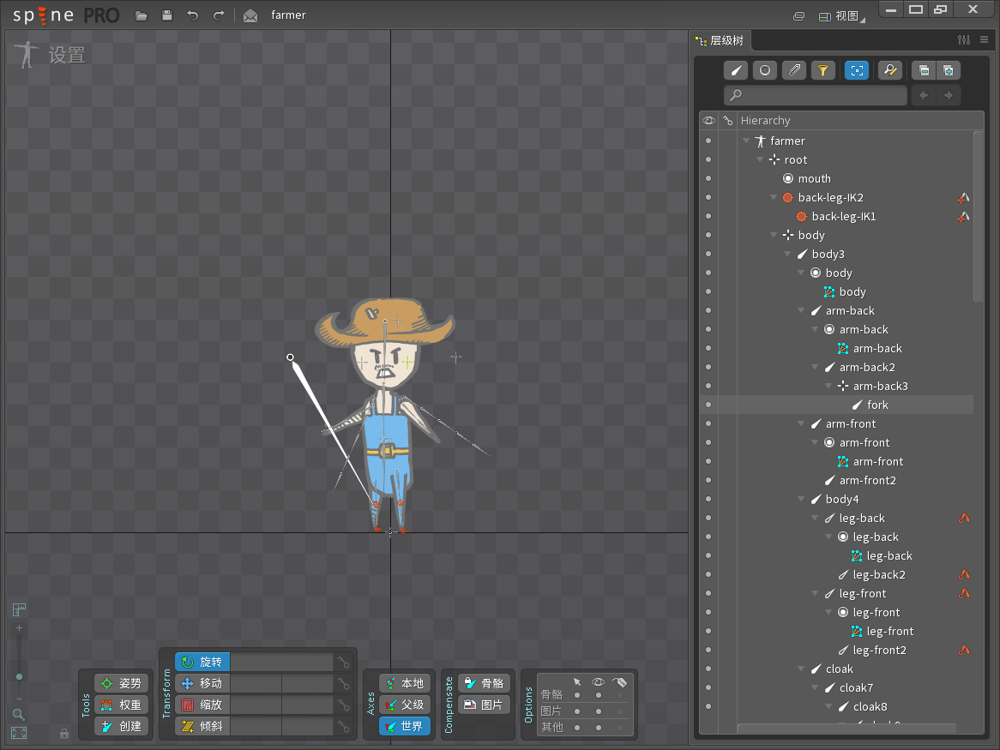 spine PRO
farmer
视图
设置
层级树
Hierarchy
farmer
root
mouth
back-leg-IK2
back-leg-IK1
body
body3
body
body
arm-back
arm-back
arm-back
arm-back2
arm-back3
fork
arm-front
arm-front
arm-front
arm-front2
body4
leg-back
leg-back
leg-back
leg-back2
leg-front
leg-front
leg-front
leg-front2
cloak
cloak7
cloak8
Tools
姿势
权重
创建
Transform
旋转
移动
缩放
倾斜
Axes
本地
父级
世界
Compensate
骨骼
图片
Options
骨骼
图片
其他